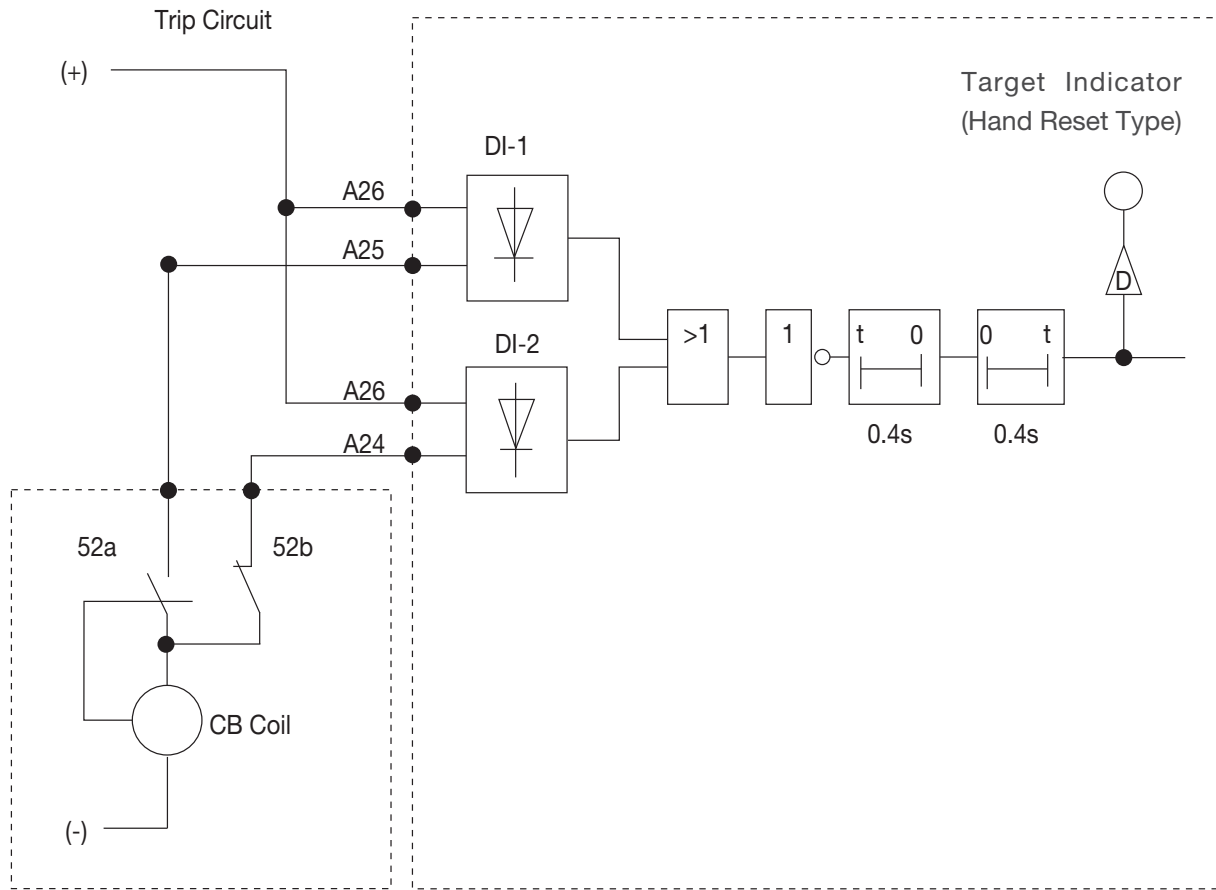 Trip Circuit
(+)
Target Indicator
(Hand Reset Type)
DI-1
A26
A25
D
>1
1
t 0
0 t
DI-2
A26
0.4s
0.4s
A24
52a
52b
CB Coil
(-)